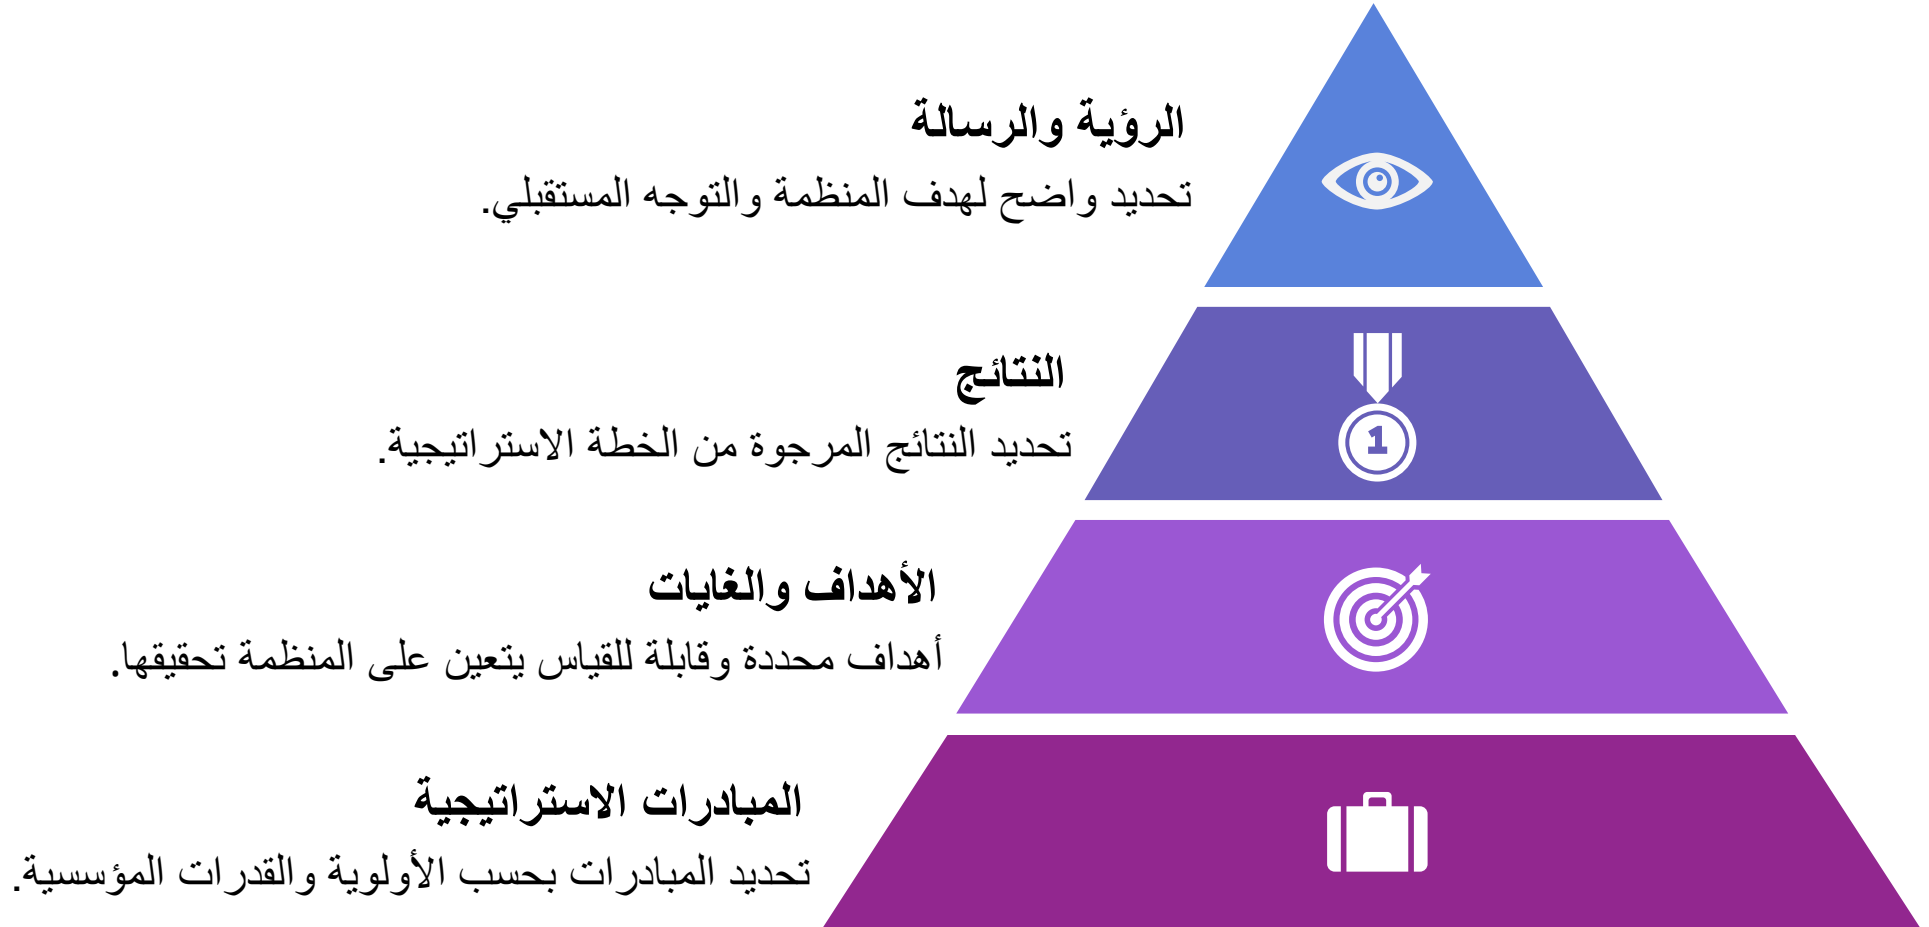 الرؤية والرسالة
تحديد واضح لهدف المنظمة والتوجه المستقبلي.
النتائج
تحديد النتائج المرجوة من الخطة الاستراتيجية.
1
الأهداف والغايات
أهداف محددة وقابلة للقياس يتعين على المنظمة تحقيقها.
المبادرات الاستراتيجية
تحديد المبادرات بحسب الأولوية والقدرات المؤسسية.